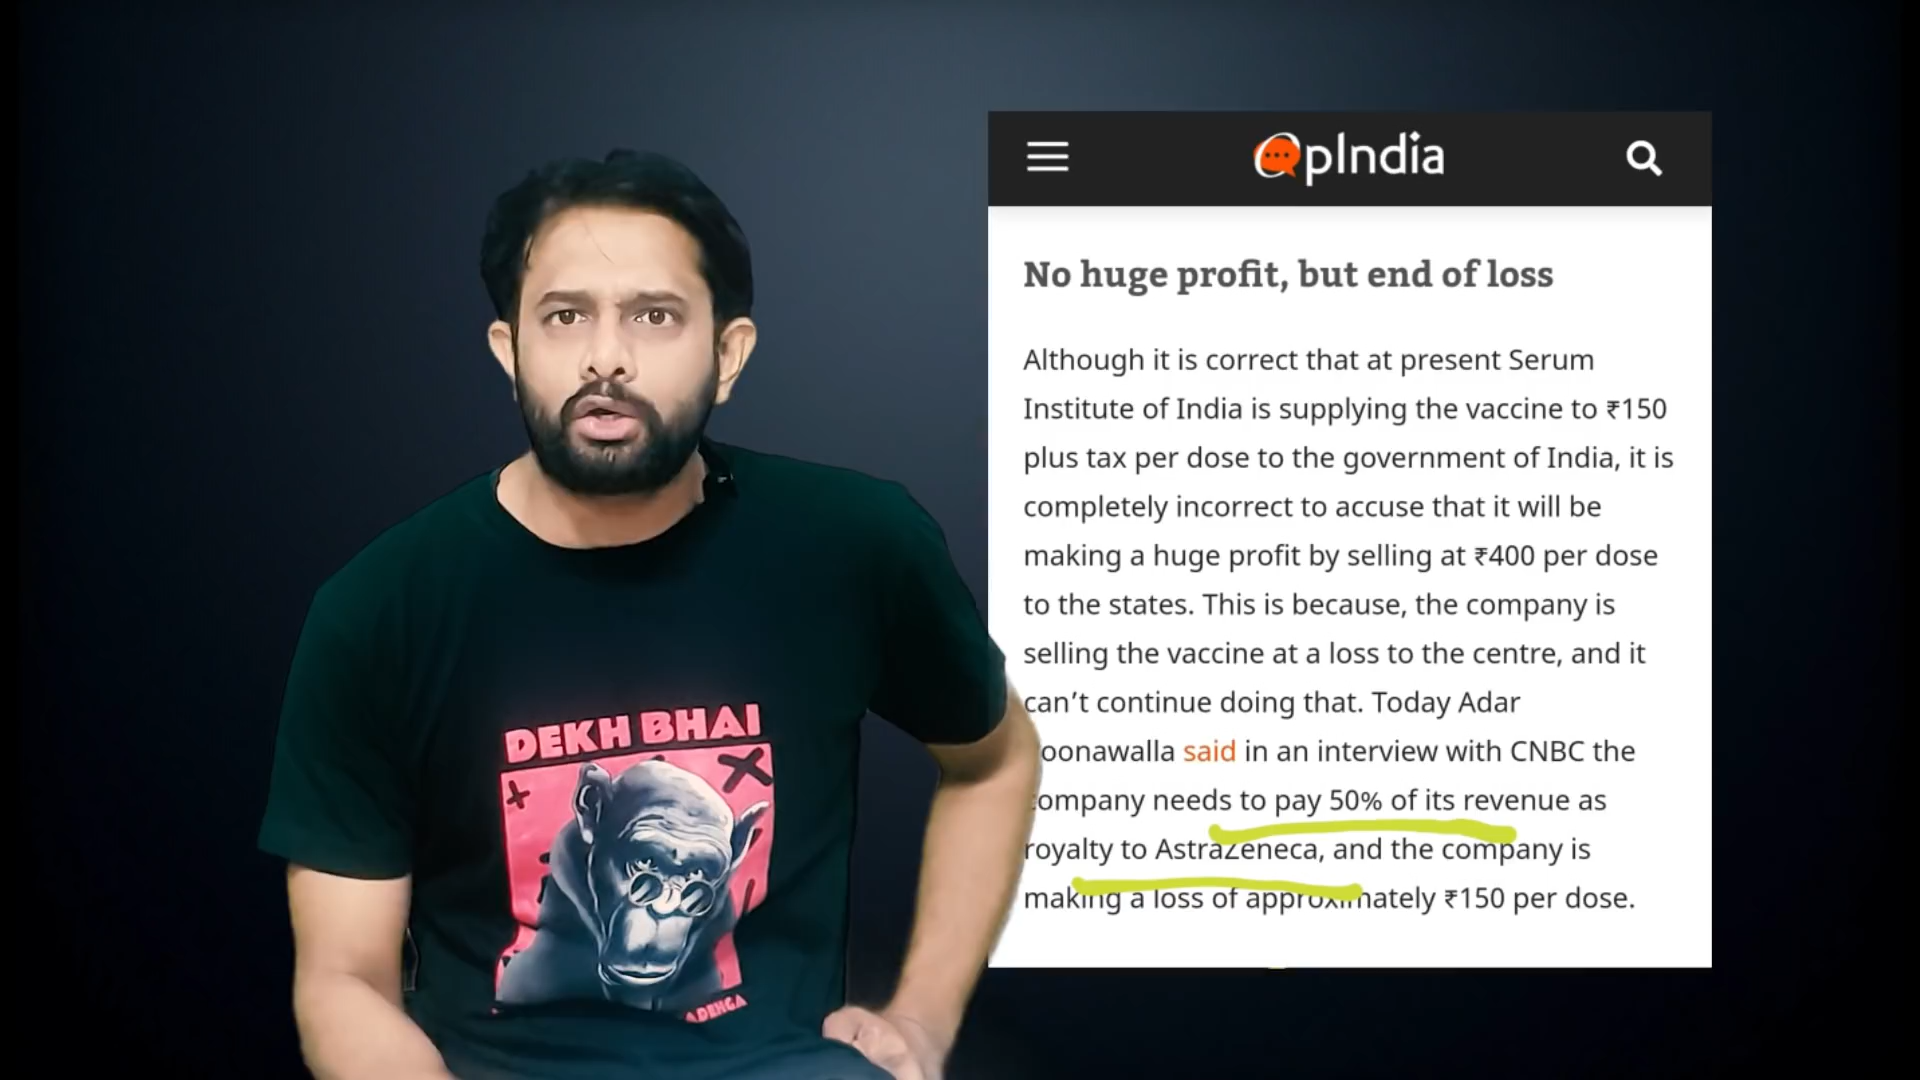 OpIndia
No huge profit, but end of loss
Although it is correct that at present Serum
Institute of India is supplying the vaccine to ₹150
plus tax per dose to the government of India, it is
completely incorrect to accuse that it will be
making a huge profit by selling at ₹400 per dose
to the states. This is because, the company is
selling the vaccine at a loss to the centre, and it
can’t continue doing that. Today Adar
oonawalla said in an interview with CNBC the
ompany needs to pay 50% of its revenue as
royalty to AstraZeneca, and the company is
making a loss of approximately ₹150 per dose.
DEKH BHAI